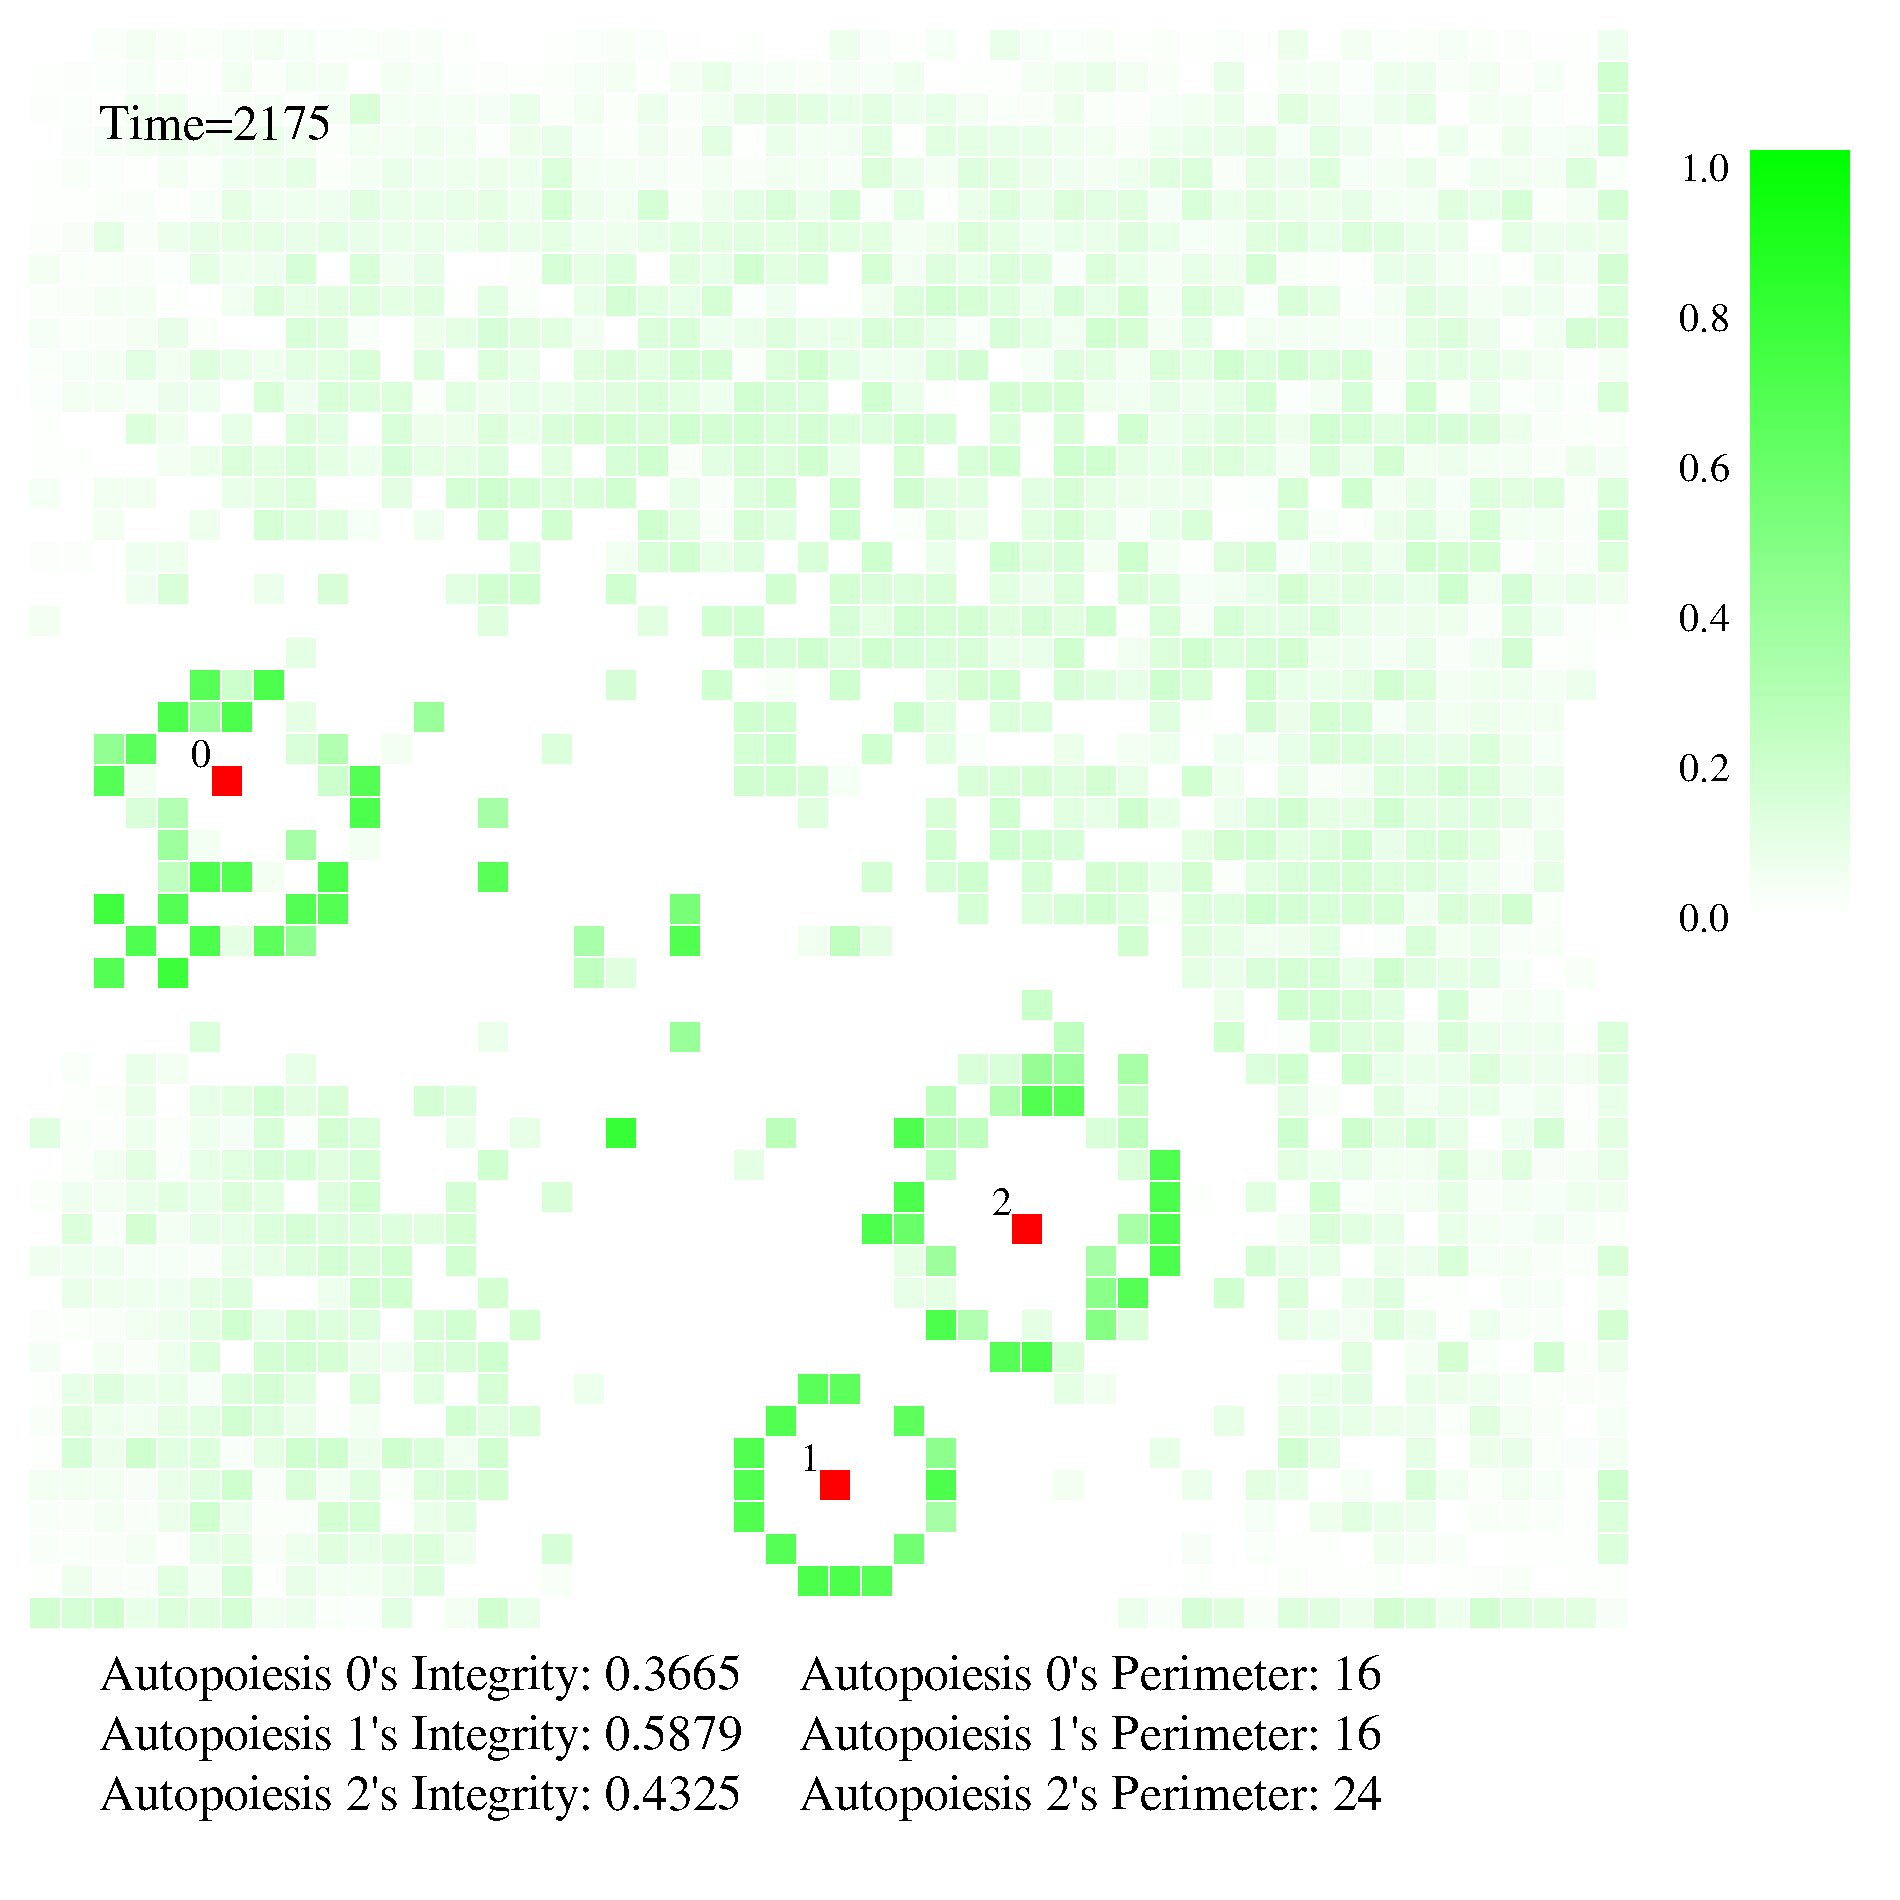 Time=2175
1.0
0.8
0.6
0.4
0.2
0.0
0
2
1
Autopoiesis 0's Integrity: 0.3665 Autopoiesis 0's Perimeter: 16
Autopoiesis 1's Integrity: 0.5879 Autopoiesis 1's Perimeter: 16
Autopoiesis 2's Integrity: 0.4325 Autopoiesis 2's Perimeter: 24